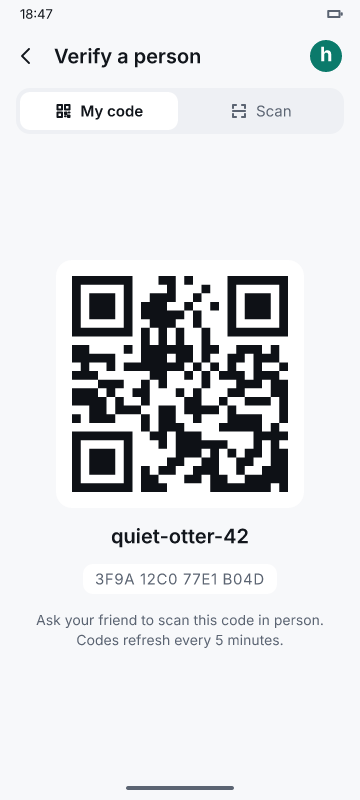 18:47
Verify a person
h
My code
Scan
quiet-otter-42
3F9A 12C0 77E1 B04D
Ask your friend to scan this code in person.
Codes refresh every 5 minutes.